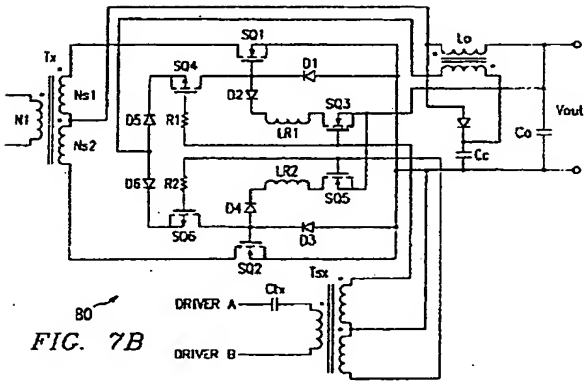 SQ1
Lo
Tx
SQ4
D1
Ns1
D2
SQ3
Vout
D5
R1
LR1
N1
Co
Ns2
D6
R2
LR2
Cc
D4
SQ5
SQ6
D3
SQ2
Tsx
Ctx
DRIVER A
80
DRIVER B
FIG. 7B